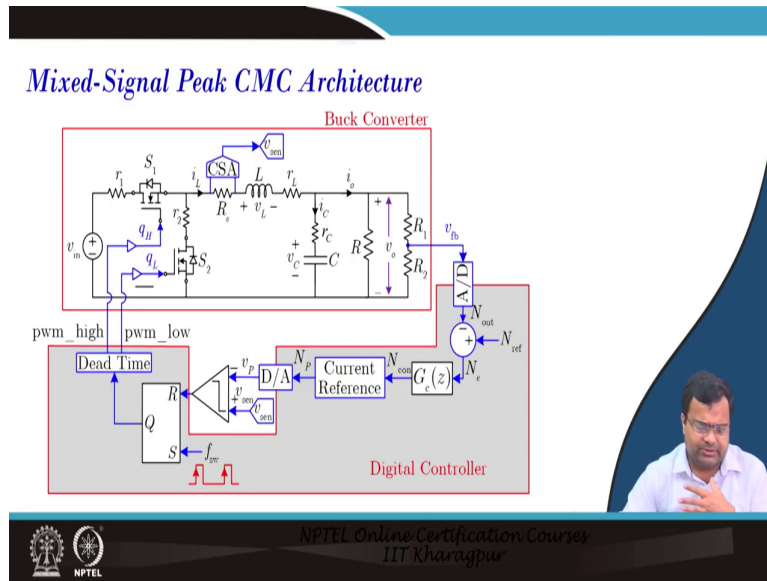 Mixed-Signal Peak CMC Architecture
Buck Converter
v_sen
S_1
r_1
i_L
CSA
L
r_L
i_o
R_s
+ v_L −
i_C
r_2
q_H
r_C
+
R_1
v_fb
v_in
q_L
S_2
+
v_C
−
C
R
v_o
R_2
−
A/D
N_out
pwm_high
pwm_low
−
+
N_ref
Dead Time
N_e
R
− v_p
D/A
N_p
Current
Reference
N_con
G_c(z)
+ v_sen
v_sen
Q
S
f_sw
Digital Controller
NPTEL
NPTEL Online Certification Courses
IIT Kharagpur